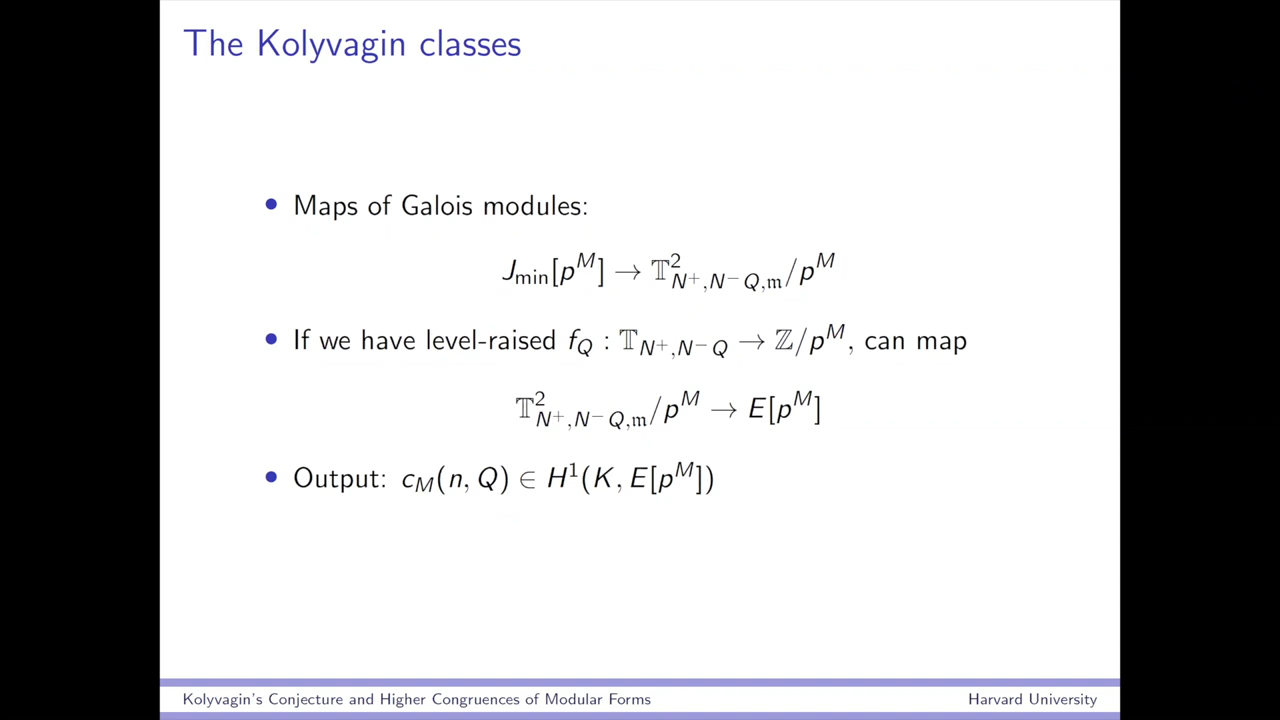 The Kolyvagin classes
• Maps of Galois modules:
J_min[p^M] → 𝕋²_{N⁺,N⁻Q,𝔪}/p^M
• If we have level-raised f_Q : 𝕋_{N⁺,N⁻Q} → ℤ/p^M, can map
𝕋²_{N⁺,N⁻Q,𝔪}/p^M → E[p^M]
• Output: c_M(n, Q) ∈ H¹(K, E[p^M])
Kolyvagin's Conjecture and Higher Congruences of Modular Forms
Harvard University